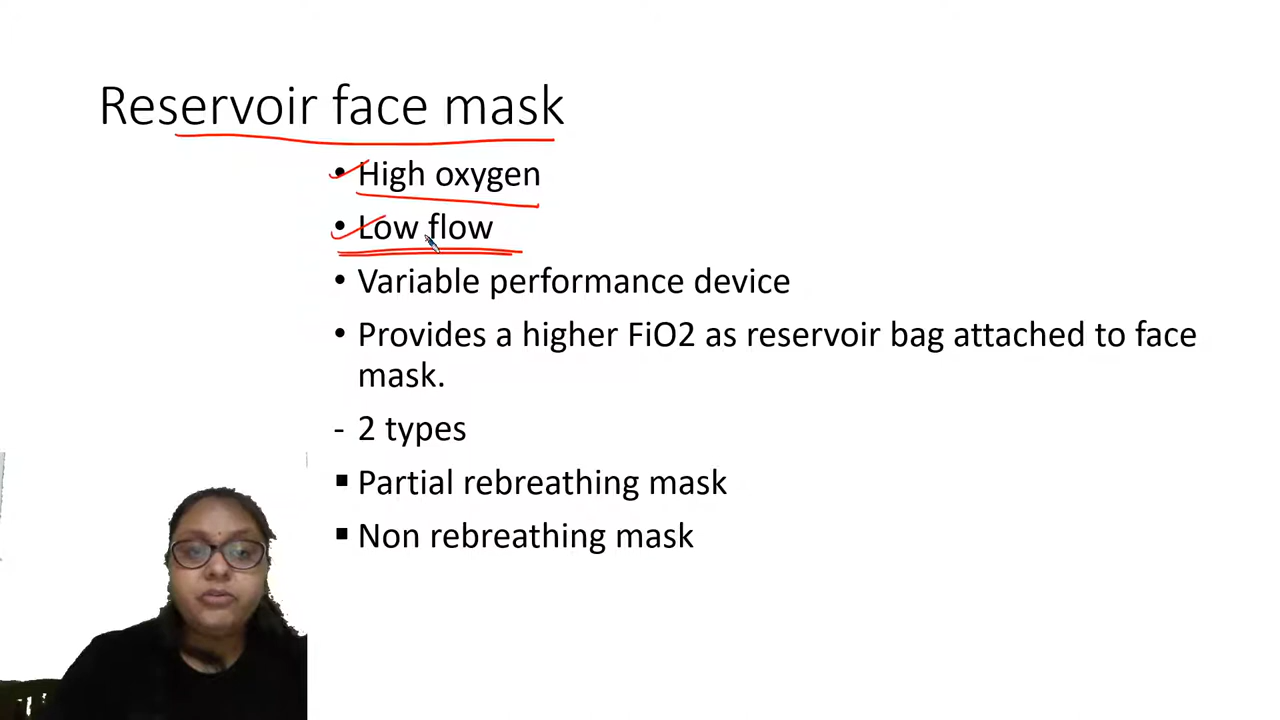 Reservoir face mask
• High oxygen
• Low flow
• Variable performance device
• Provides a higher FiO2 as reservoir bag attached to face
mask.
- 2 types
▪ Partial rebreathing mask
▪ Non rebreathing mask